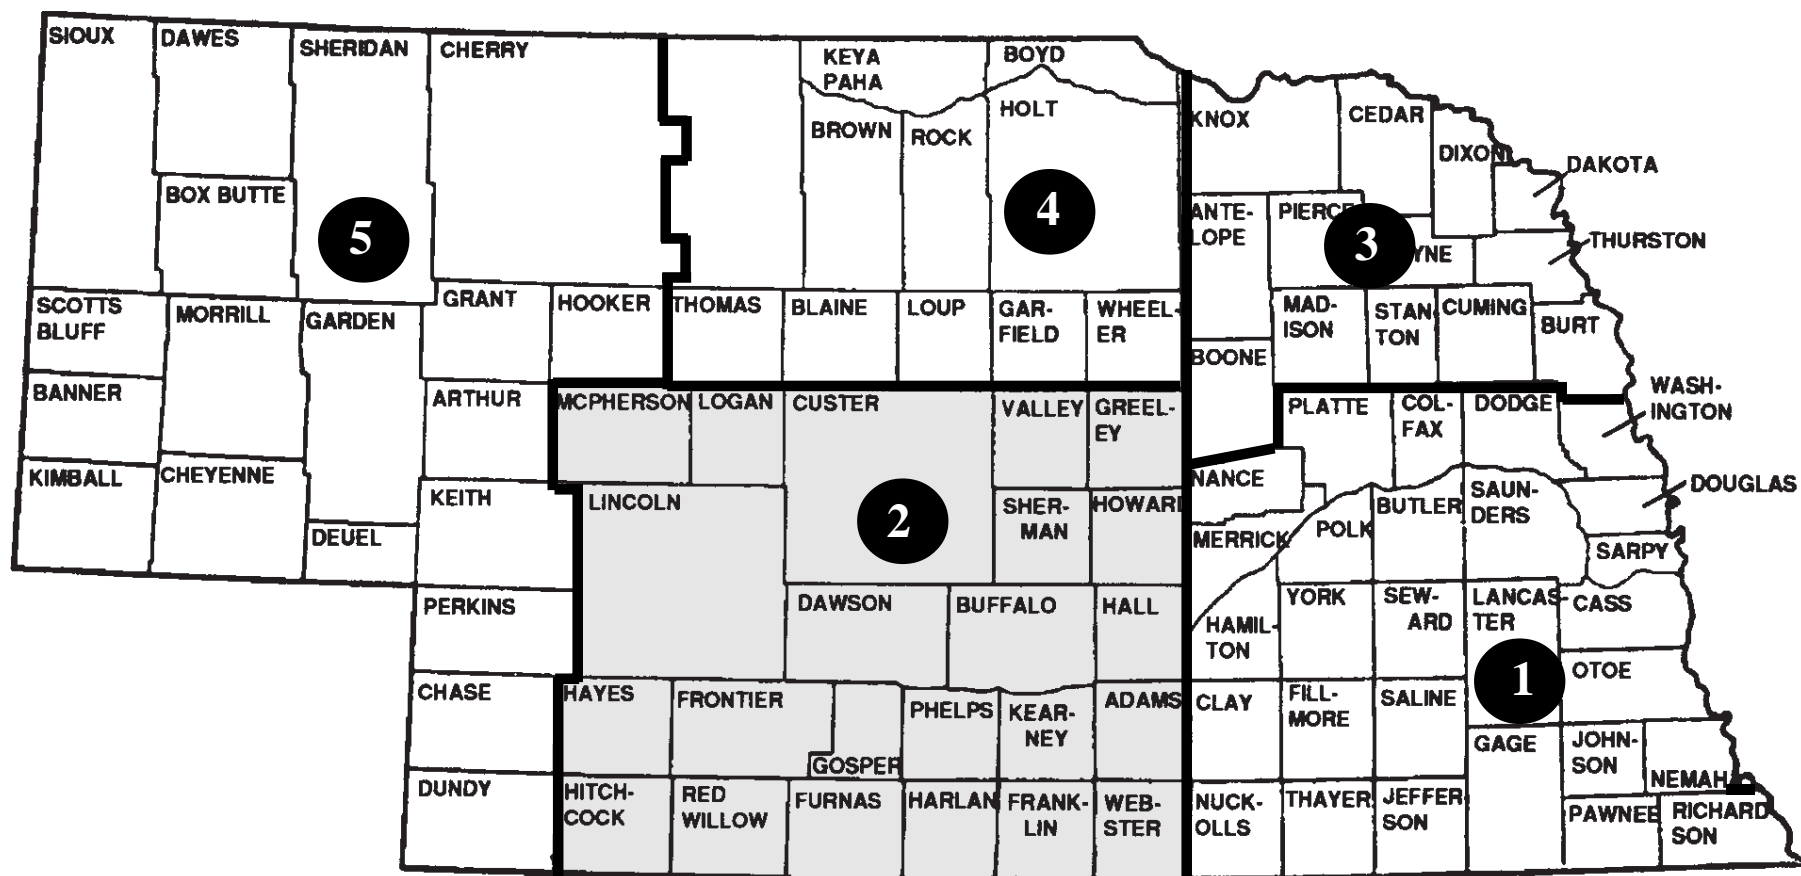 SIOUX
DAWES
SHERIDAN
CHERRY
KEYA
PAHA
BOYD
HOLT
BROWN
ROCK
KNOX
CEDAR
DIXON
DAKOTA
BOX BUTTE
5
4
ANTE-
LOPE
PIERCE
3
YNE
THURSTON
SCOTTS
BLUFF
MORRILL
GARDEN
GRANT
HOOKER
THOMAS
BLAINE
LOUP
GAR-
FIELD
WHEEL-
ER
MAD-
ISON
STAN
TON
CUMING
BURT
BOONE
BANNER
ARTHUR
MCPHERSON
LOGAN
CUSTER
VALLEY
GREEL-
EY
PLATTE
COL-
FAX
DODGE
WASH-
INGTON
KIMBALL
CHEYENNE
KEITH
LINCOLN
2
SHER-
MAN
HOWARD
NANCE
MERRICK
POLK
BUTLER
SAUN-
DERS
DOUGLAS
SARPY
DEUEL
PERKINS
DAWSON
BUFFALO
HALL
HAMIL-
TON
YORK
SEW-
ARD
LANCAS-
TER
CASS
1
OTOE
CHASE
HAYES
FRONTIER
GOSPER
PHELPS
KEAR-
NEY
ADAMS
CLAY
FILL-
MORE
SALINE
GAGE
JOHN-
SON
NEMAHA
DUNDY
HITCH-
COCK
RED
WILLOW
FURNAS
HARLAN
FRANK-
LIN
WEB-
STER
NUCK-
OLLS
THAYER
JEFFER
SON
PAWNEE
RICHARD
SON